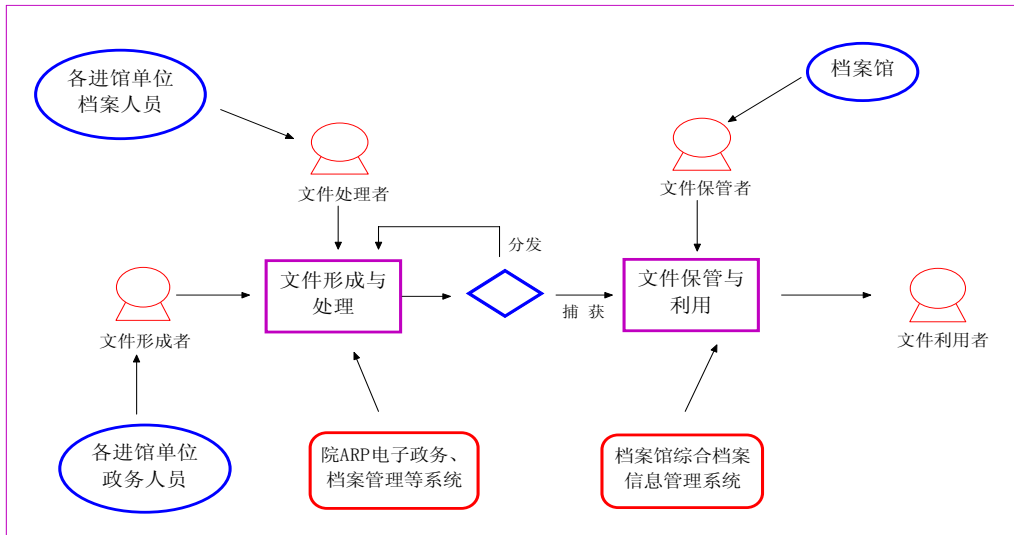 各进馆单位
档案人员
档案馆
文件处理者
文件保管者
分发
文件形成与
处理
文件保管与
利用
捕 获
文件形成者
文件利用者
各进馆单位
政务人员
院ARP电子政务、
档案管理等系统
档案馆综合档案
信息管理系统